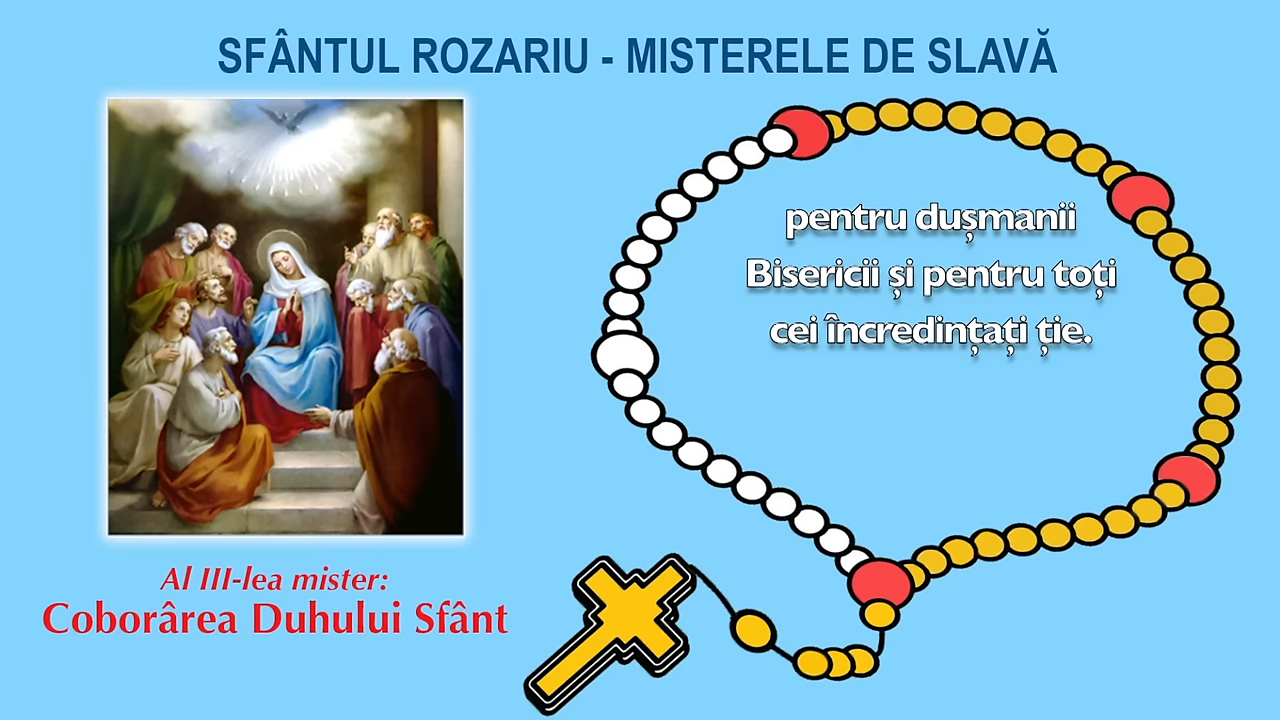 SFÂNTUL ROZARIU - MISTERELE DE SLAVĂ
pentru dușmanii
Bisericii și pentru toți
cei încredințați ție.
Al III-lea mister:
Coborârea Duhului Sfânt